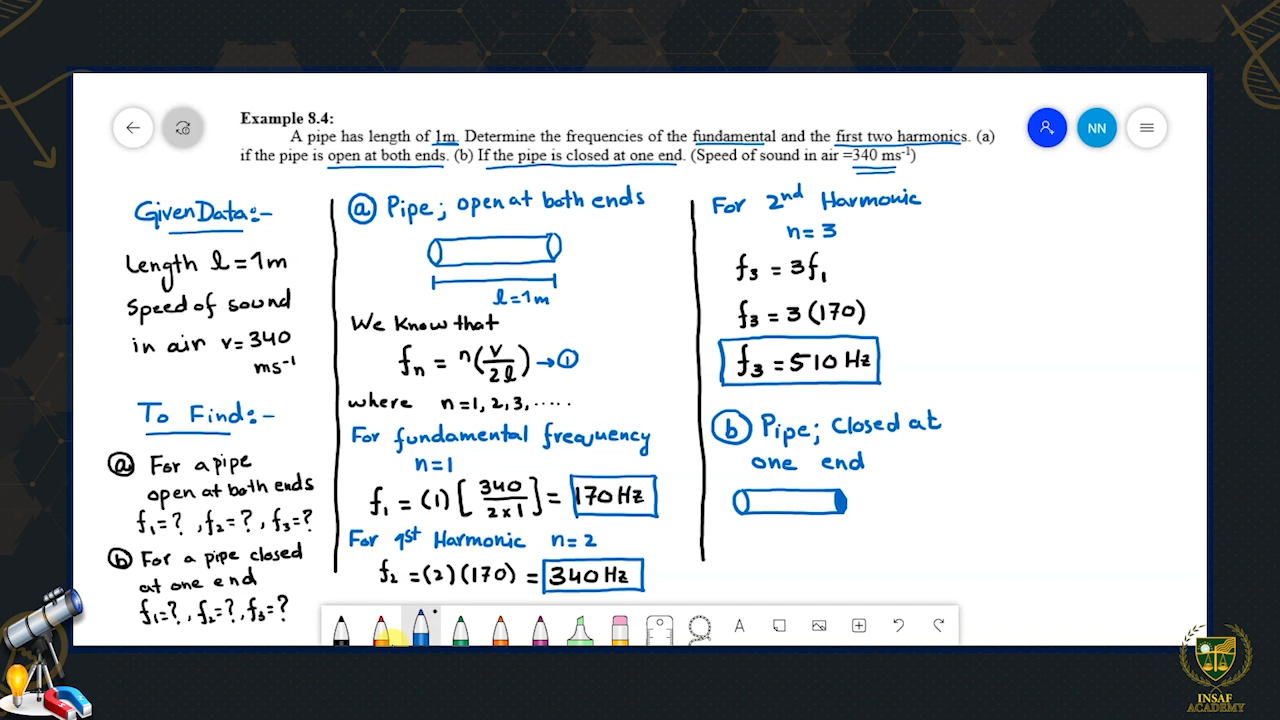 Example 8.4:
A pipe has length of 1m. Determine the frequencies of the fundamental and the first two harmonics. (a)
if the pipe is open at both ends. (b) If the pipe is closed at one end. (Speed of sound in air =340 ms⁻¹)
NN
Given Data:-
Length l = 1m
Speed of sound
in air v = 340
ms⁻¹
To Find:-
ⓐ For a pipe
open at both ends
f₁=? , f₂=? , f₃=?
ⓑ For a pipe closed
at one end
f₁=? , f₂=? , f₃=?
ⓐ Pipe; open at both ends
l=1m
We know that
fₙ = n(v/2l) → ①
where n=1, 2, 3, .....
For fundamental frequency
n=1
f₁ = (1) [340/2×1] = 170 Hz
For 1st Harmonic n=2
f₂ = (2)(170) = 340 Hz
For 2nd Harmonic
n=3
f₃ = 3f₁
f₃ = 3(170)
f₃ = 510 Hz
ⓑ Pipe; closed at
one end
A
INSAF
ACADEMY